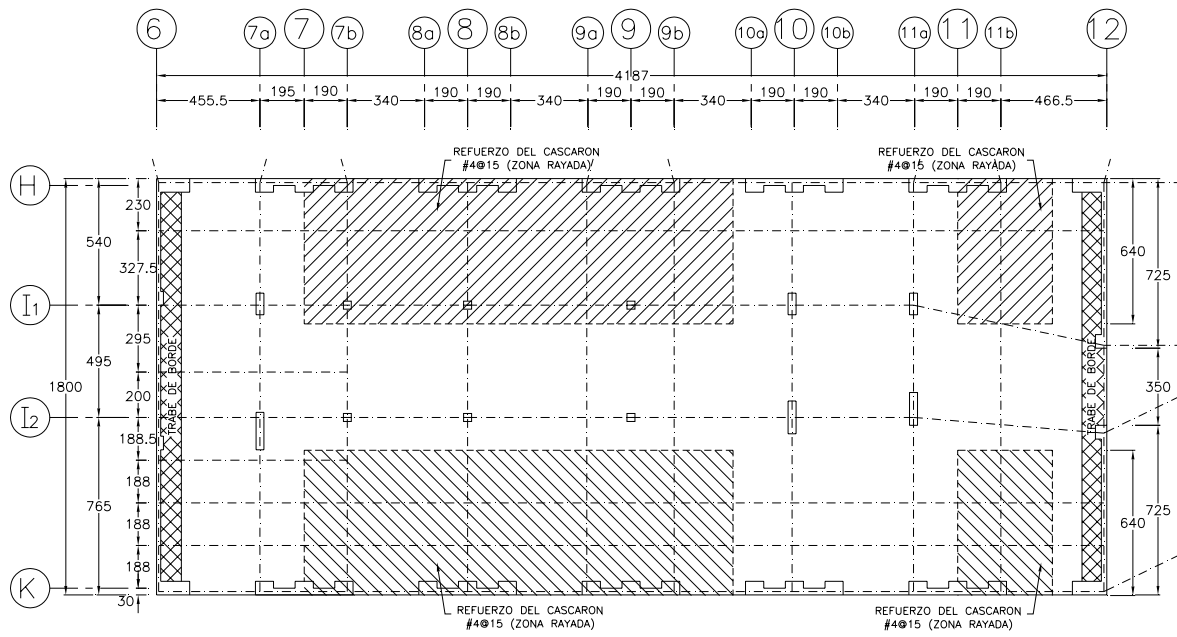 6 7a 7 7b 8a 8 8b 9a 9 9b 10a 10 10b 11a 11 11b 12
4187
455.5 195 190 340 190 190 340 190 190 340 190 190 340 190 190 466.5
REFUERZO DEL CASCARON
#4@15 (ZONA RAYADA)
REFUERZO DEL CASCARON
#4@15 (ZONA RAYADA)
H
230
540
327.5
640
725
I1
295
495
1800
200
TRABE DE BORDE
TRABE DE BORDE
350
I2
188.5
188
765
188
188
640
725
K
30
REFUERZO DEL CASCARON
#4@15 (ZONA RAYADA)
REFUERZO DEL CASCARON
#4@15 (ZONA RAYADA)